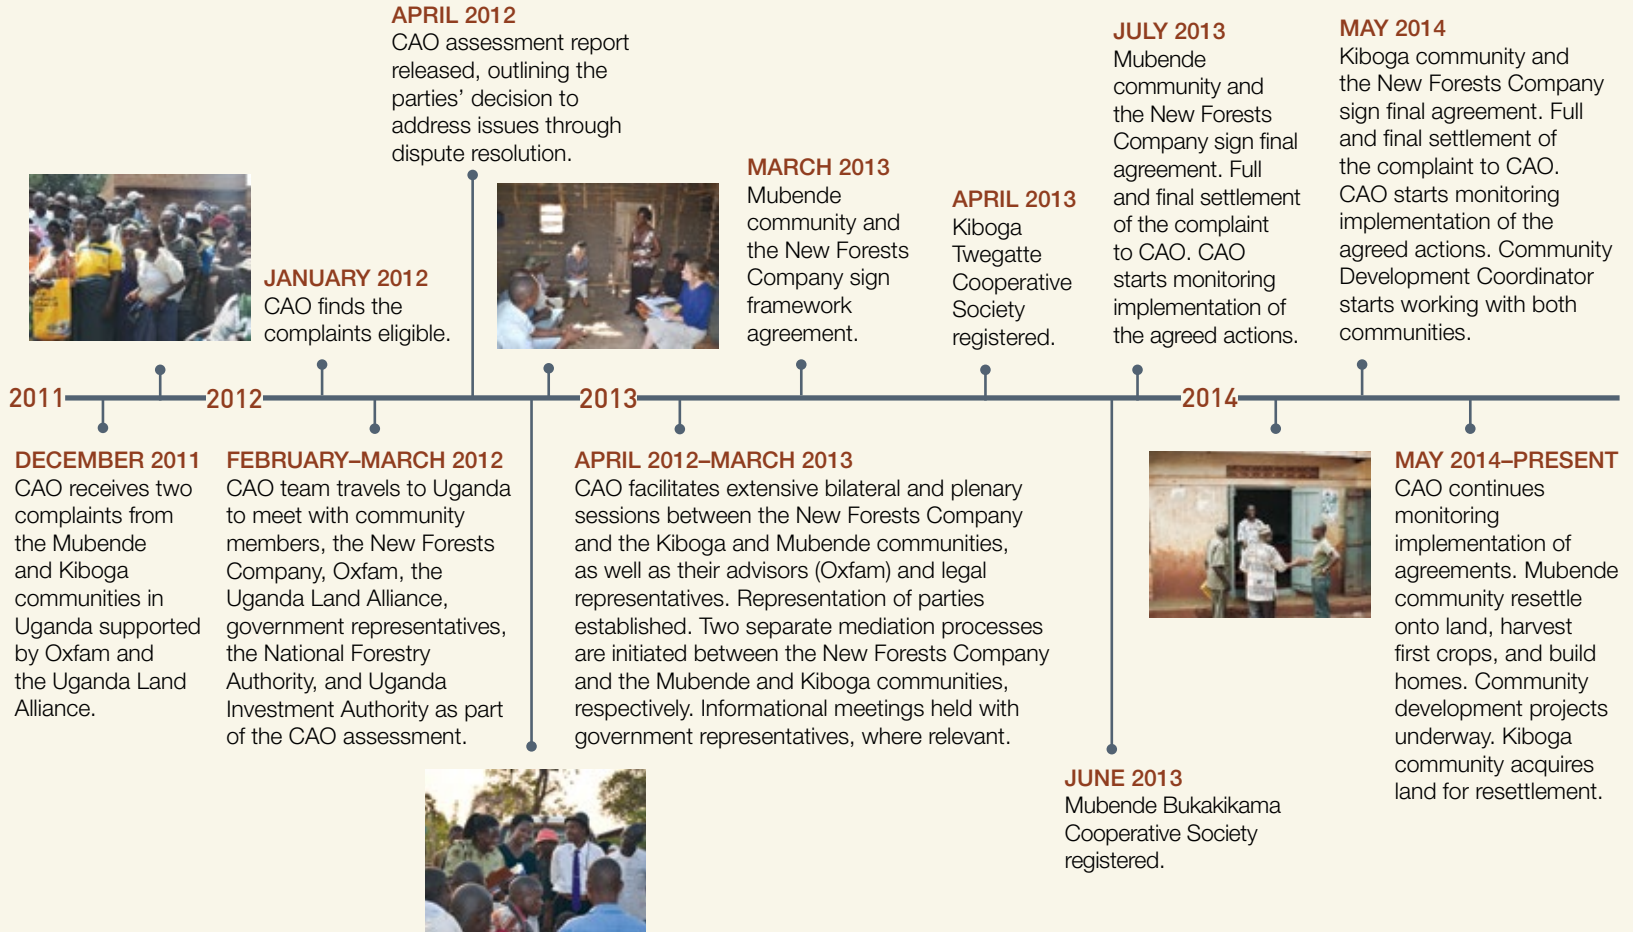 APRIL 2012
CAO assessment report
released, outlining the
parties’ decision to
address issues through
dispute resolution.
JANUARY 2012
CAO finds the
complaints eligible.
MARCH 2013
Mubende
community and
the New Forests
Company sign
framework
agreement.
APRIL 2013
Kiboga
Twegatte
Cooperative
Society
registered.
JULY 2013
Mubende
community and
the New Forests
Company sign final
agreement. Full
and final settlement
of the complaint
to CAO. CAO
starts monitoring
implementation of
the agreed actions.
MAY 2014
Kiboga community and
the New Forests Company
sign final agreement. Full
and final settlement of
the complaint to CAO.
CAO starts monitoring
implementation of the
agreed actions. Community
Development Coordinator
starts working with both
communities.
2011
2012
2013
2014
DECEMBER 2011
CAO receives two
complaints from
the Mubende
and Kiboga
communities in
Uganda supported
by Oxfam and
the Uganda Land
Alliance.
FEBRUARY–MARCH 2012
CAO team travels to Uganda
to meet with community
members, the New Forests
Company, Oxfam, the
Uganda Land Alliance,
government representatives,
the National Forestry
Authority, and Uganda
Investment Authority as part
of the CAO assessment.
APRIL 2012–MARCH 2013
CAO facilitates extensive bilateral and plenary
sessions between the New Forests Company
and the Kiboga and Mubende communities,
as well as their advisors (Oxfam) and legal
representatives. Representation of parties
established. Two separate mediation processes
are initiated between the New Forests Company
and the Mubende and Kiboga communities,
respectively. Informational meetings held with
government representatives, where relevant.
JUNE 2013
Mubende Bukakikama
Cooperative Society
registered.
MAY 2014–PRESENT
CAO continues
monitoring
implementation of
agreements. Mubende
community resettle
onto land, harvest
first crops, and build
homes. Community
development projects
underway. Kiboga
community acquires
land for resettlement.